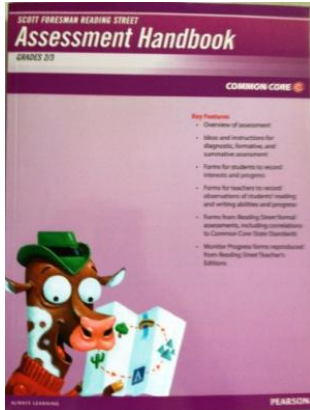 SCOTT FORESMAN READING STREET
Assessment Handbook
GRADES 2/3
COMMON CORE
Key Features
• Overview of assessment
• Ideas and instructions for
diagnostic, formative, and
summative assessment
• Forms for students to record
interests and progress
• Forms for teachers to record
observations of students' reading
and writing abilities and progress
• Forms from Reading Street formal
assessments, including correlations
to Common Core State Standards
• Monitor Progress forms reproduced
from Reading Street Teacher's
Editions
ALWAYS LEARNING
PEARSON